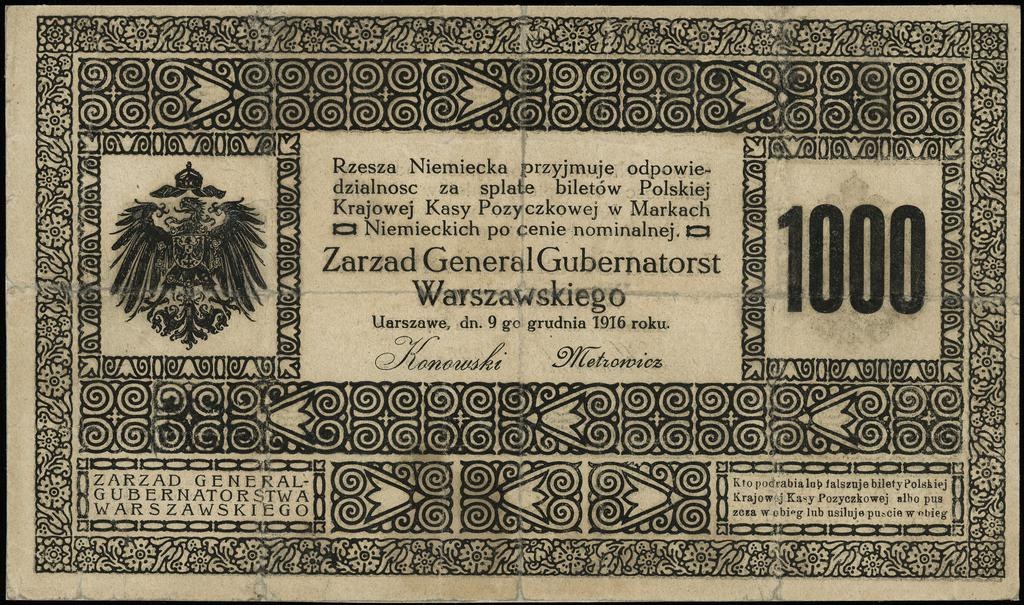 Rzesza Niemiecka przyjmuje odpowie-
dzialnosc za splate biletów Polskiej
Krajowej Kasy Pozyczkowej w Markach
Niemieckich po cenie nominalnej.
Zarzad General Gubernatorst
Warszawskiego
Uarszawe, dn. 9 go grudnia 1916 roku.
Konowski Metrowicz
1000
ZARZAD GENERAL-
GUBERNATORSTWA
WARSZAWSKIEGO
Kto podrabia lub falszuje bilety Polskiej
Krajowej Kasy Pozyczkowej albo pus
zcza w obieg lub usiluje puscie w obieg